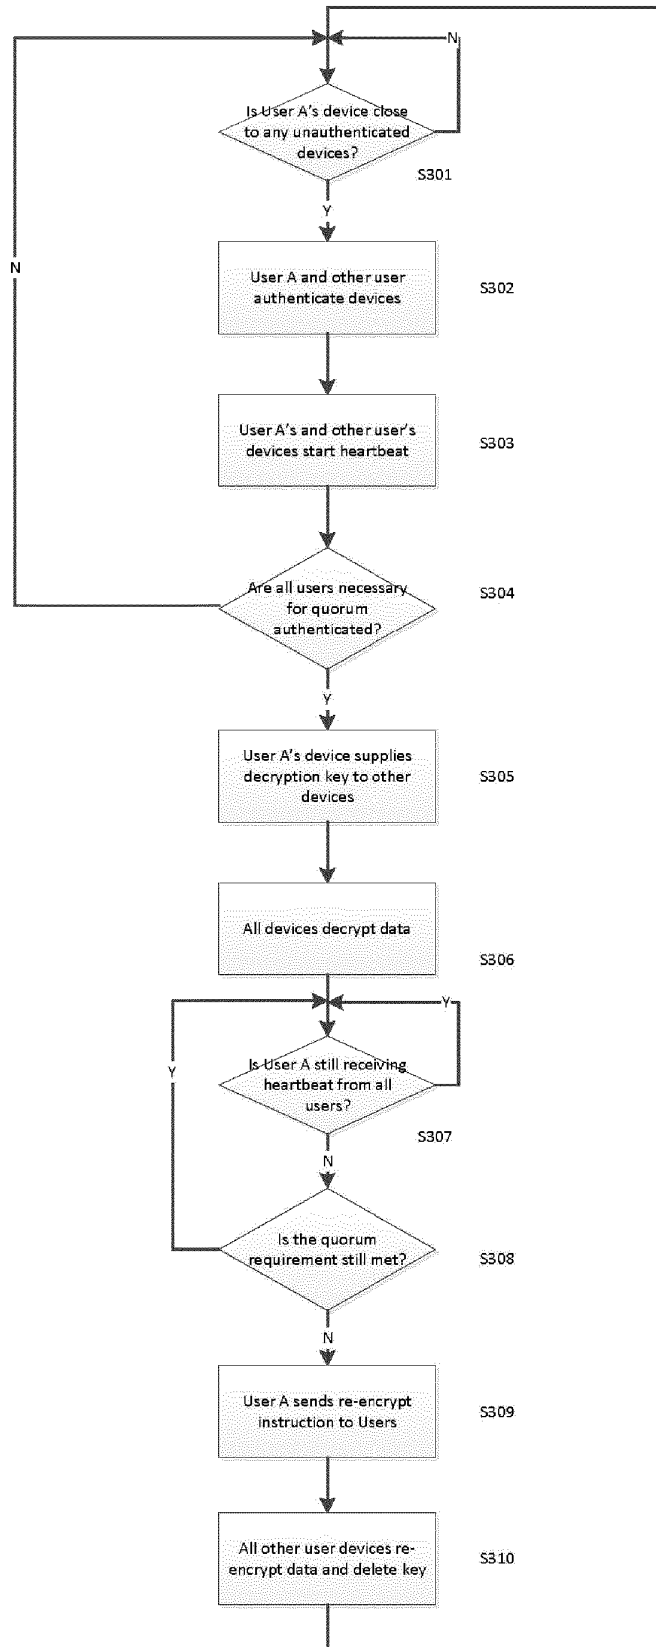 N
Is User A's device close
to any unauthenticated
devices?
S301
Y
N
User A and other user
authenticate devices
S302
User A's and other user's
devices start heartbeat
S303
Are all users necessary
for quorum
authenticated?
S304
Y
User A's device supplies
decryption key to other
devices
S305
All devices decrypt data
S306
Y
Y
Is User A still receiving
heartbeat from all
users?
S307
N
Is the quorum
requirement still met?
S308
N
User A sends re-encrypt
instruction to Users
S309
All other user devices re-
encrypt data and delete key
S310